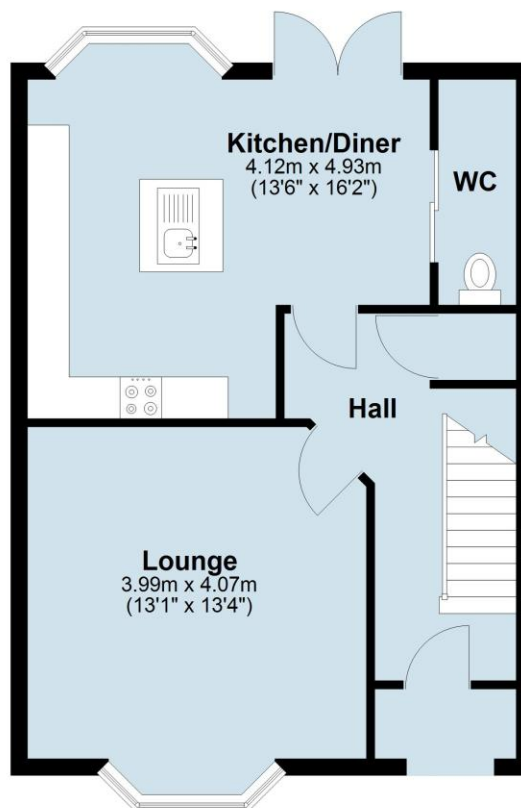 Kitchen/Diner
4.12m x 4.93m
(13'6" x 16'2")
WC
Hall
Lounge
3.99m x 4.07m
(13'1" x 13'4")